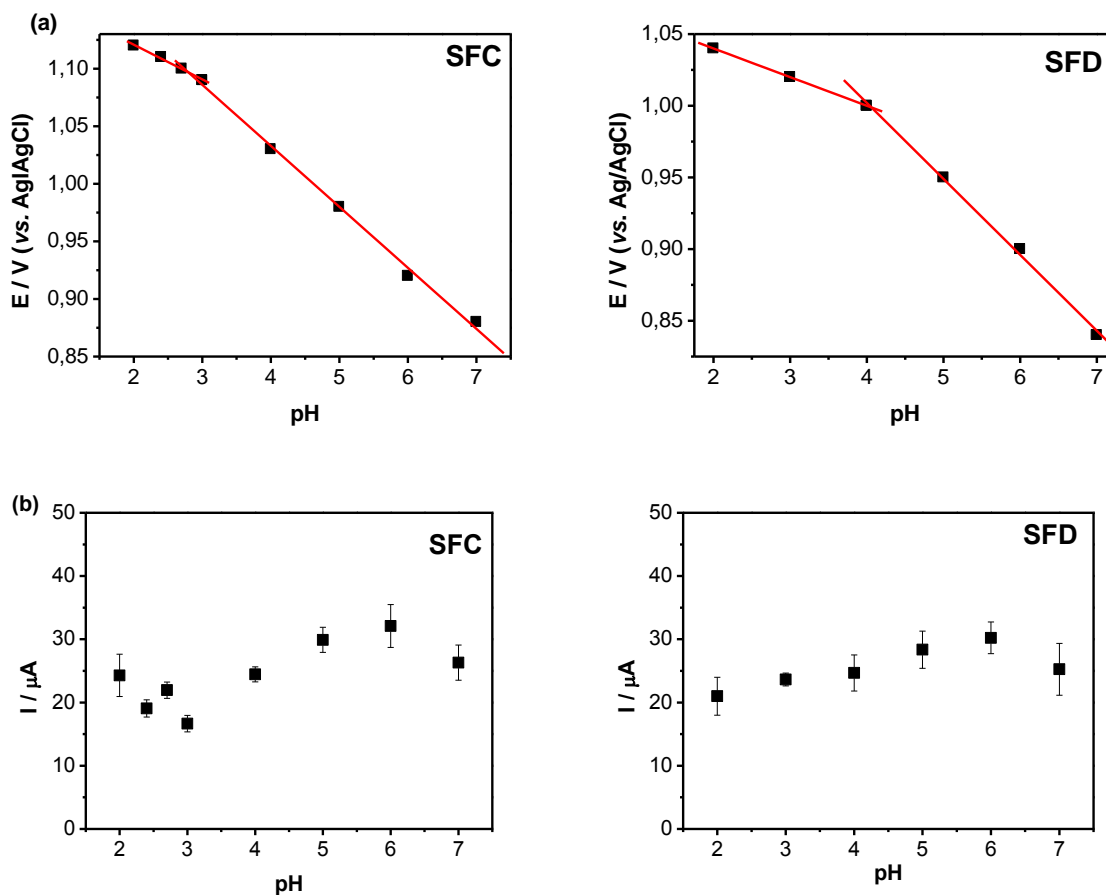 (a)
SFC
E / V (vs. Ag|AgCl)
1,10
1,05
1,00
0,95
0,90
0,85
2 3 4 5 6 7
pH
SFD
E / V (vs. Ag/AgCl)
1,05
1,00
0,95
0,90
0,85
2 3 4 5 6 7
pH
(b)
SFC
I / μA
50
40
30
20
10
0
2 3 4 5 6 7
pH
SFD
I / μA
50
40
30
20
10
0
2 3 4 5 6 7
pH